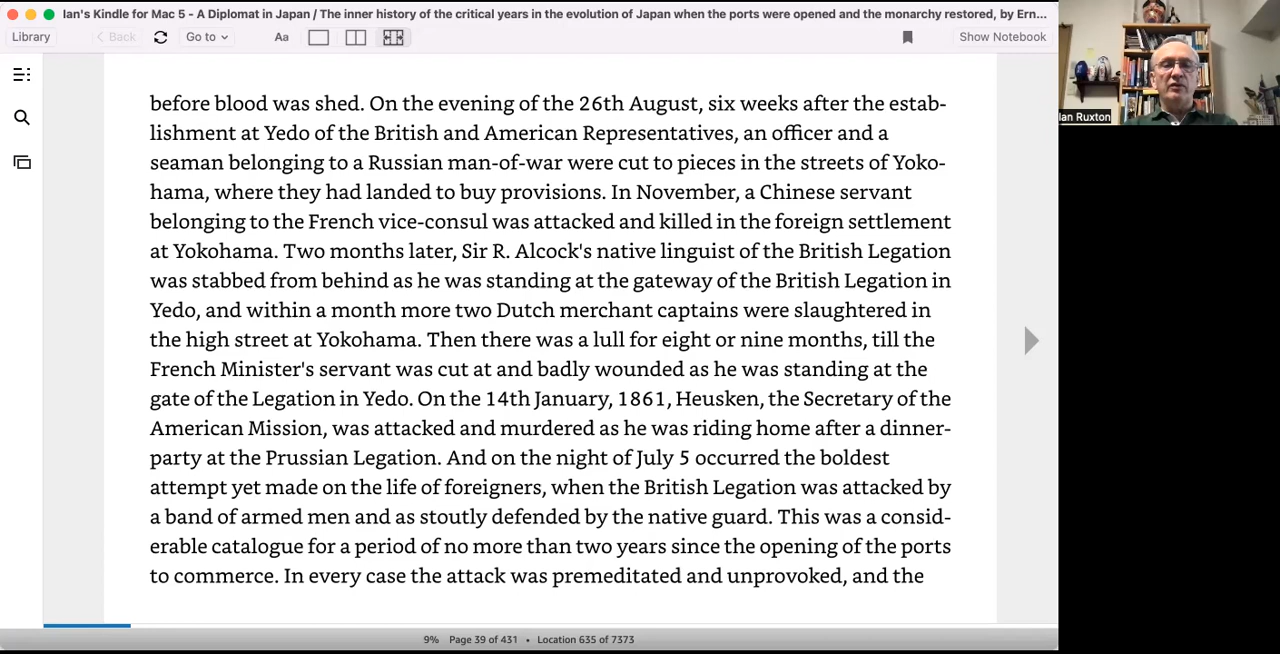 Ian's Kindle for Mac 5 - A Diplomat in Japan / The inner history of the critical years in the evolution of Japan when the ports were opened and the monarchy restored, by Ern...
Library
Back
Go to
Aa
Show Notebook
before blood was shed. On the evening of the 26th August, six weeks after the estab-
lishment at Yedo of the British and American Representatives, an officer and a
seaman belonging to a Russian man-of-war were cut to pieces in the streets of Yoko-
hama, where they had landed to buy provisions. In November, a Chinese servant
belonging to the French vice-consul was attacked and killed in the foreign settlement
at Yokohama. Two months later, Sir R. Alcock's native linguist of the British Legation
was stabbed from behind as he was standing at the gateway of the British Legation in
Yedo, and within a month more two Dutch merchant captains were slaughtered in
the high street at Yokohama. Then there was a lull for eight or nine months, till the
French Minister's servant was cut at and badly wounded as he was standing at the
gate of the Legation in Yedo. On the 14th January, 1861, Heusken, the Secretary of the
American Mission, was attacked and murdered as he was riding home after a dinner-
party at the Prussian Legation. And on the night of July 5 occurred the boldest
attempt yet made on the life of foreigners, when the British Legation was attacked by
a band of armed men and as stoutly defended by the native guard. This was a consid-
erable catalogue for a period of no more than two years since the opening of the ports
to commerce. In every case the attack was premeditated and unprovoked, and the
9% Page 39 of 431 • Location 635 of 7373
Ian Ruxton